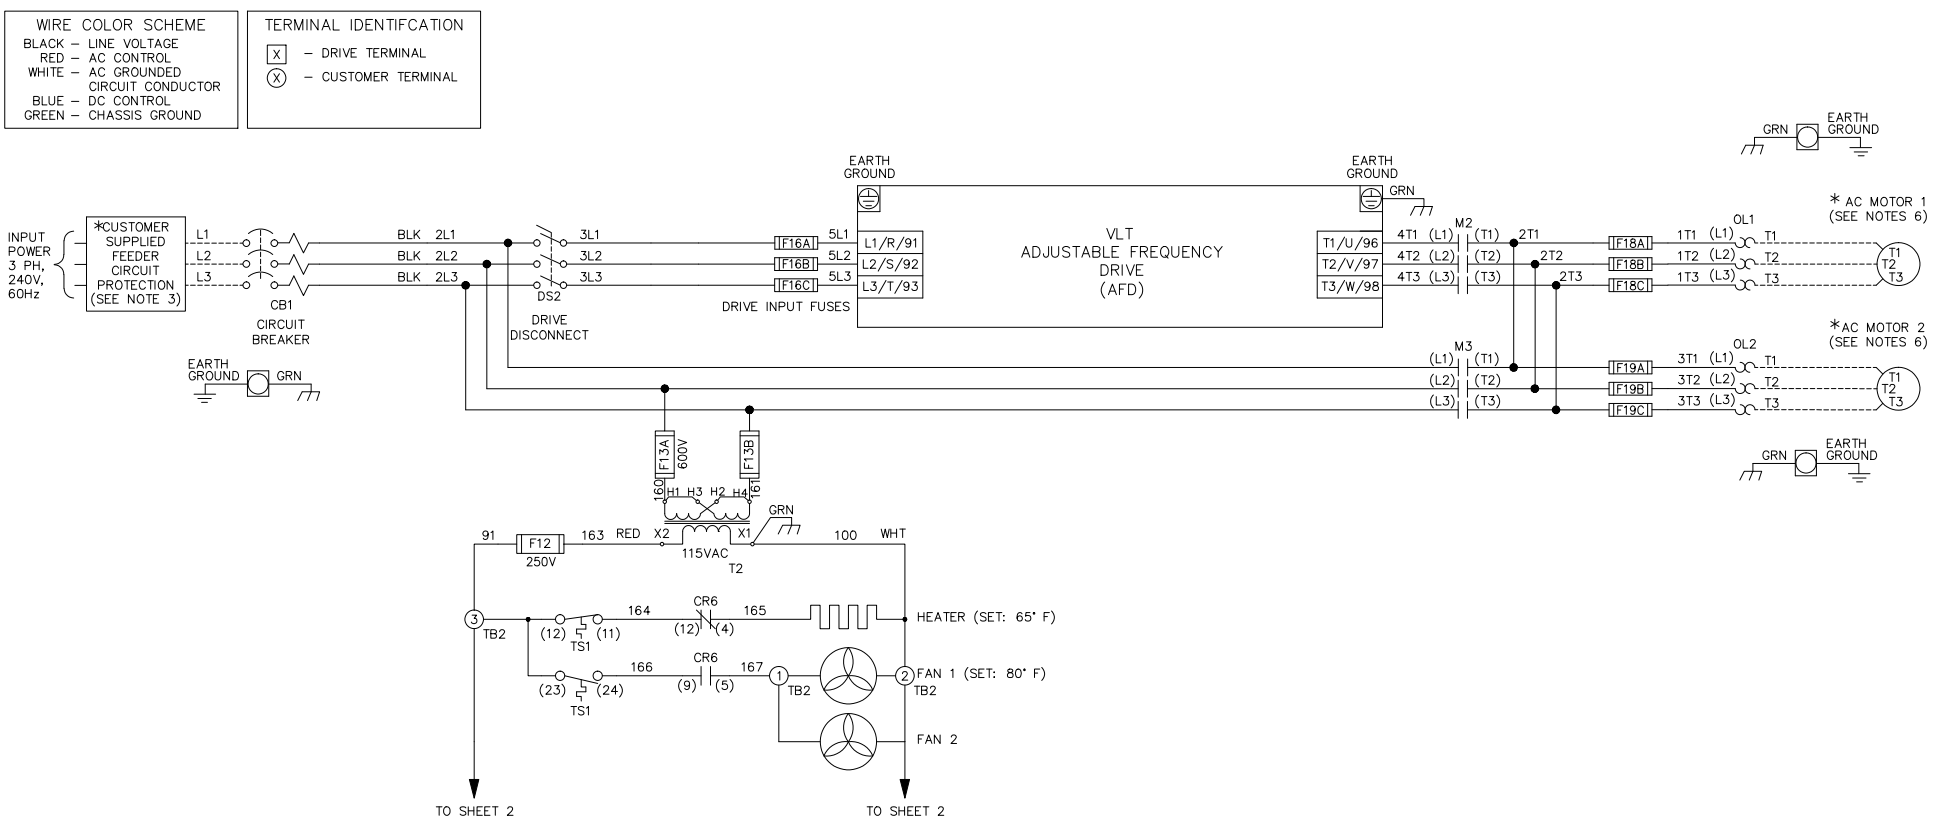 WIRE COLOR SCHEME
BLACK – LINE VOLTAGE
RED – AC CONTROL
WHITE – AC GROUNDED
CIRCUIT CONDUCTOR
BLUE – DC CONTROL
GREEN – CHASSIS GROUND
TERMINAL IDENTIFCATION
X – DRIVE TERMINAL
X – CUSTOMER TERMINAL
INPUT
POWER
3 PH,
240V,
60Hz
*CUSTOMER
SUPPLIED
FEEDER
CIRCUIT
PROTECTION
(SEE NOTE 3)
L1
L2
L3
CB1
CIRCUIT
BREAKER
BLK 2L1
BLK 2L2
BLK 2L3
DS2
DRIVE
DISCONNECT
3L1
3L2
3L3
F16A
F16B
F16C
DRIVE INPUT FUSES
5L1
5L2
5L3
EARTH
GROUND
L1/R/91
L2/S/92
L3/T/93
VLT
ADJUSTABLE FREQUENCY
DRIVE
(AFD)
EARTH
GROUND
GRN
T1/U/96
T2/V/97
T3/W/98
4T1 (L1) M2 (T1) 2T1
4T2 (L2) (T2) 2T2
4T3 (L3) (T3) 2T3
F18A
F18B
F18C
1T1 (L1) OL1 T1
1T2 (L2) T2
1T3 (L3) T3
GRN
EARTH
GROUND
* AC MOTOR 1
(SEE NOTES 6)
T1
T2
T3
EARTH
GROUND
GRN
M3
(L1) (T1)
(L2) (T2)
(L3) (T3)
F19A
F19B
F19C
3T1 (L1) OL2 T1
3T2 (L2) T2
3T3 (L3) T3
*AC MOTOR 2
(SEE NOTES 6)
T1
T2
T3
GRN
EARTH
GROUND
F13A
600V
F13B
160
161
H1 H3 H2 H4
GRN
91
F12
250V
163 RED X2
115VAC
X1
T2
100 WHT
3
TB2
(12) (11)
TS1
164
CR6
(12) (4)
165
HEATER (SET: 65° F)
(23) (24)
TS1
166
CR6
(9) (5)
167
1
TB2
2
TB2
FAN 1 (SET: 80° F)
FAN 2
TO SHEET 2
TO SHEET 2